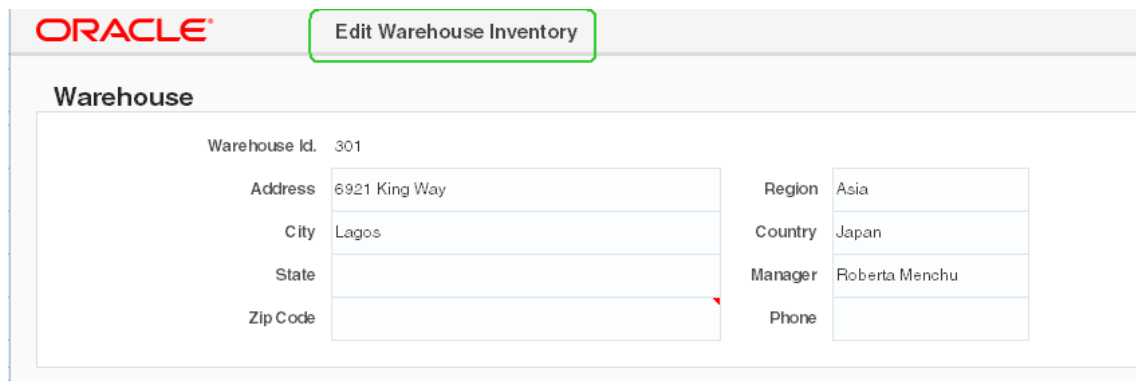 ORACLE Edit Warehouse Inventory
Warehouse
Warehouse Id. 301
Address 6921 King Way Region Asia
City Lagos Country Japan
State Manager Roberta Menchu
Zip Code Phone